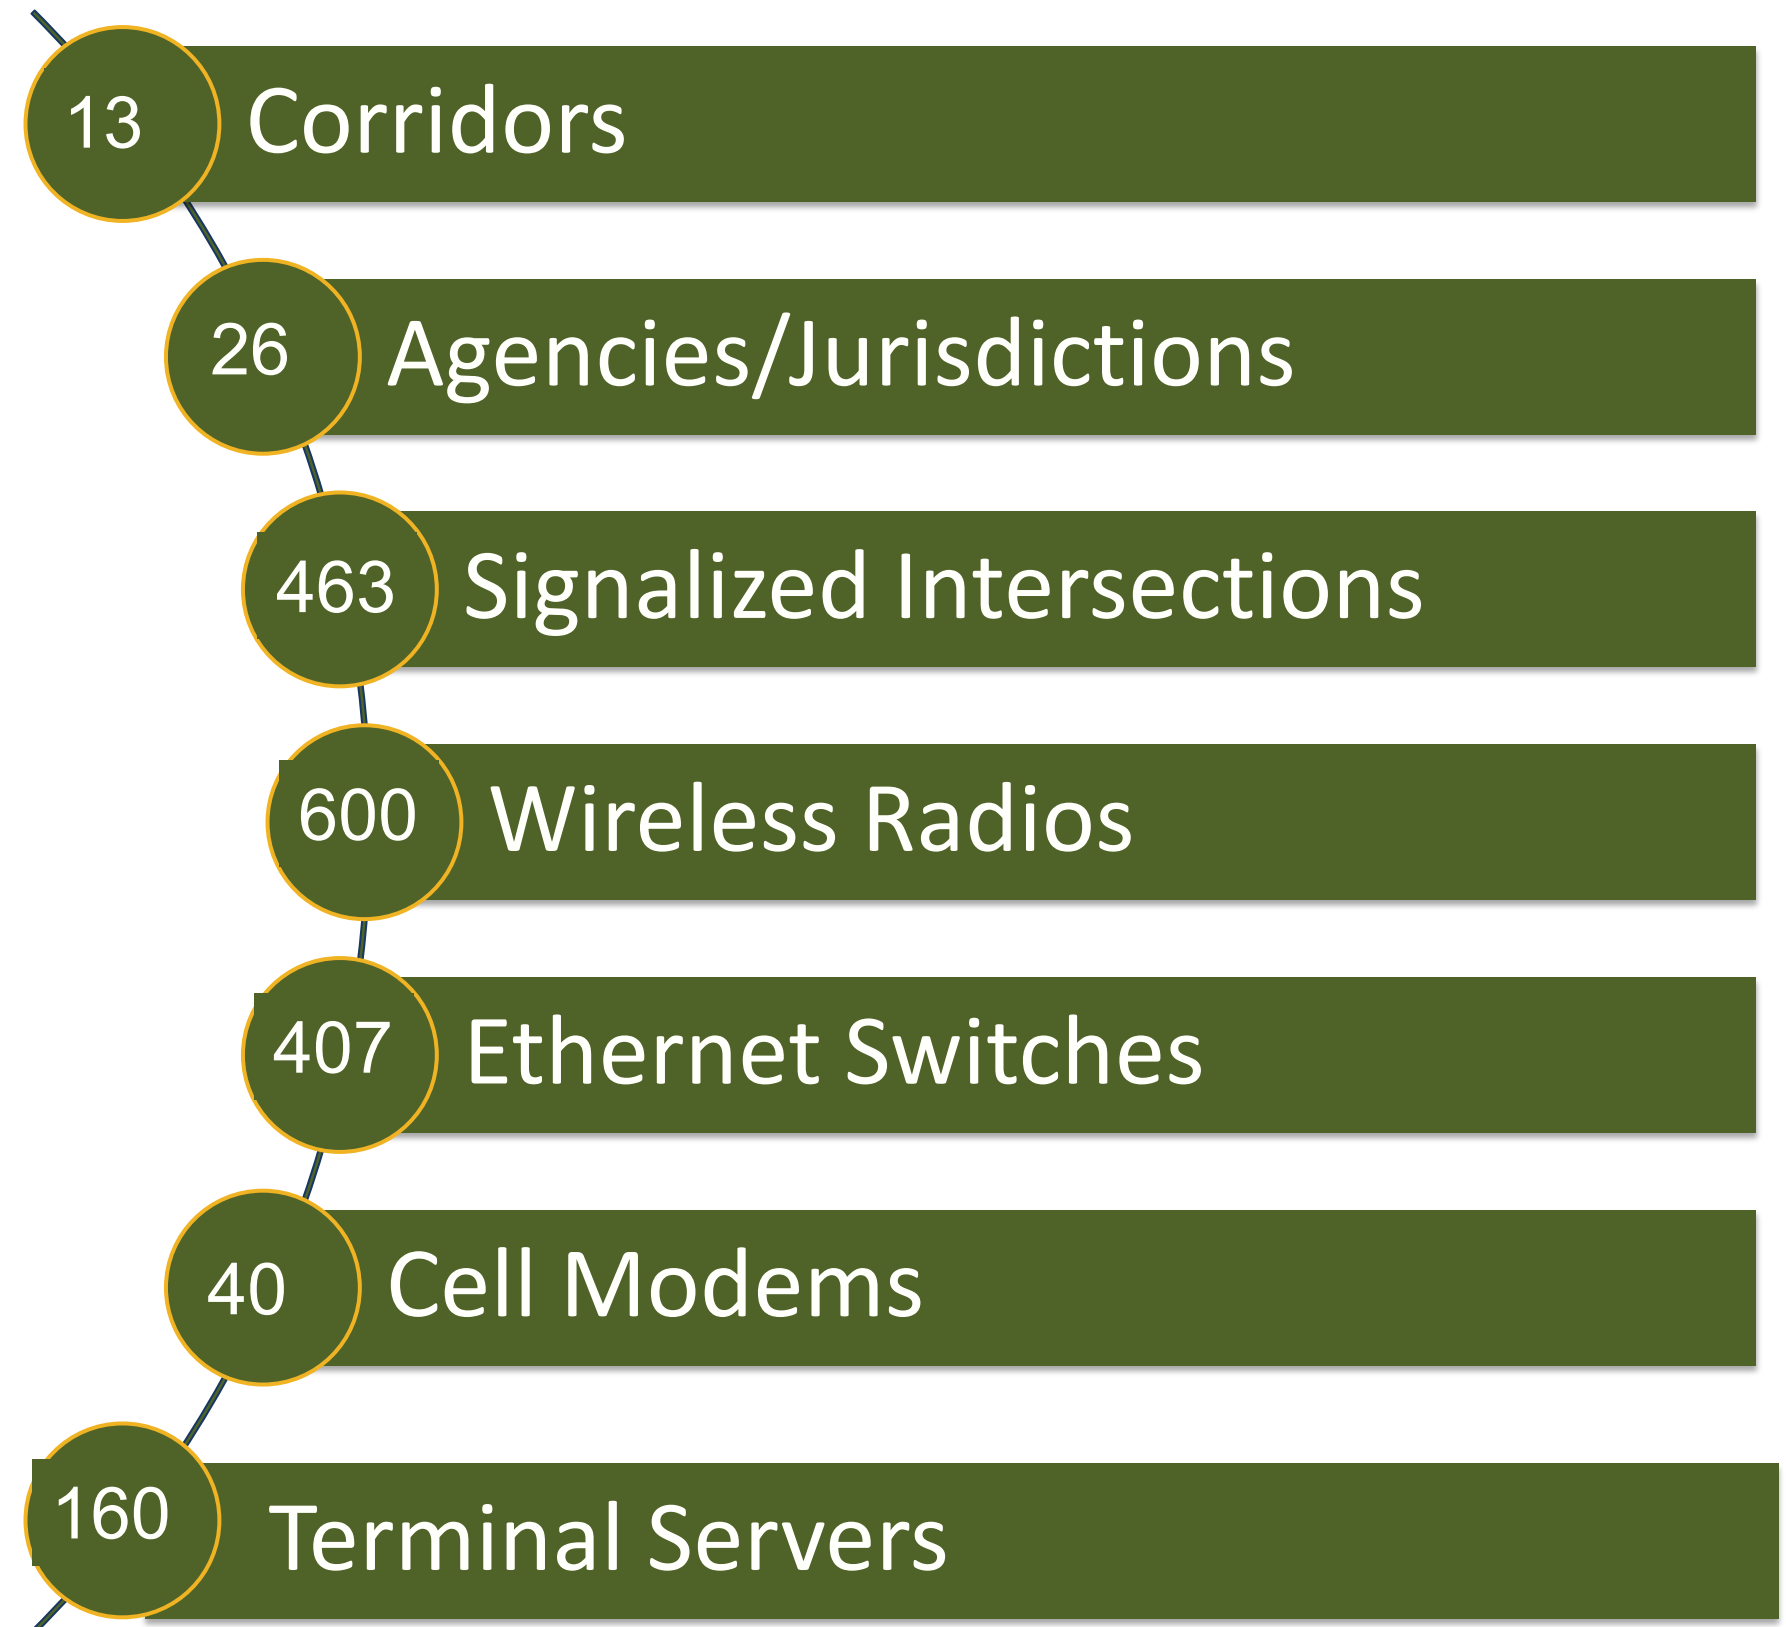 13 Corridors
26 Agencies/Jurisdictions
463 Signalized Intersections
600 Wireless Radios
407 Ethernet Switches
40 Cell Modems
160 Terminal Servers